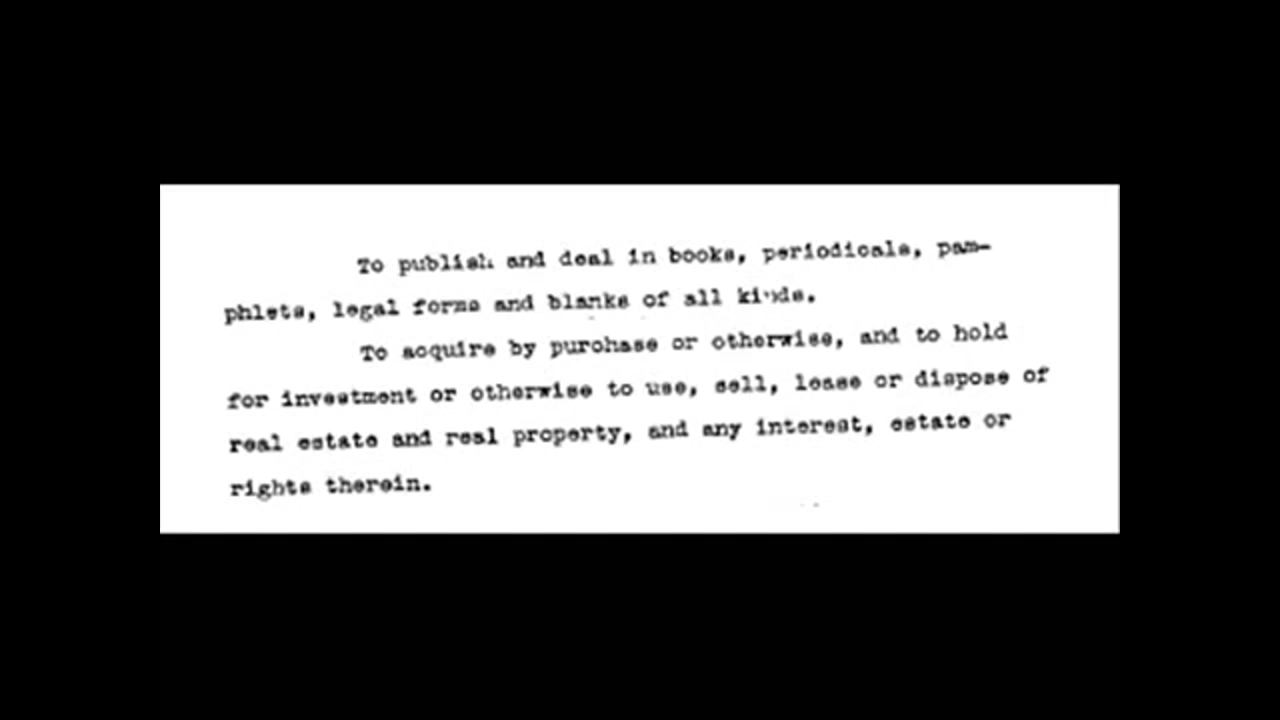 To publish and deal in books, periodicals, pam-
phlets, legal forms and blanks of all kinds.
To acquire by purchase or otherwise, and to hold
for investment or otherwise to use, sell, lease or dispose of
real estate and real property, and any interest, estate or
rights therein.